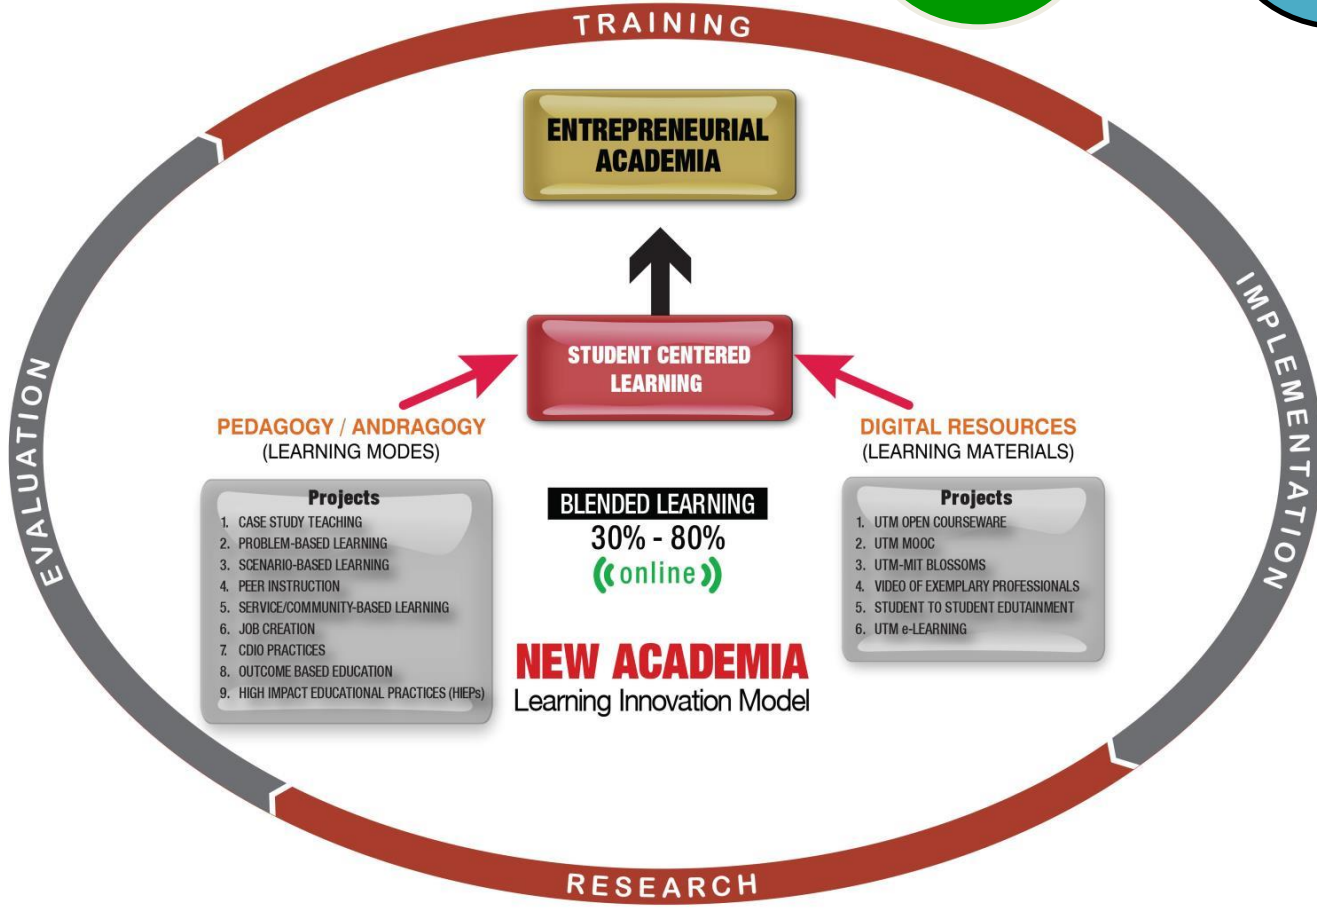 TRAINING
ENTREPRENEURIAL
ACADEMIA
STUDENT CENTERED
LEARNING
EVALUATION
IMPLEMENTATION
PEDAGOGY / ANDRAGOGY
(LEARNING MODES)
Projects
1. CASE STUDY TEACHING
2. PROBLEM-BASED LEARNING
3. SCENARIO-BASED LEARNING
4. PEER INSTRUCTION
5. SERVICE/COMMUNITY-BASED LEARNING
6. JOB CREATION
7. CDIO PRACTICES
8. OUTCOME BASED EDUCATION
9. HIGH IMPACT EDUCATIONAL PRACTICES (HIEPs)
BLENDED LEARNING
30% - 80%
((online))
NEW ACADEMIA
Learning Innovation Model
DIGITAL RESOURCES
(LEARNING MATERIALS)
Projects
1. UTM OPEN COURSEWARE
2. UTM MOOC
3. UTM-MIT BLOSSOMS
4. VIDEO OF EXEMPLARY PROFESSIONALS
5. STUDENT TO STUDENT EDUTAINMENT
6. UTM e-LEARNING
RESEARCH